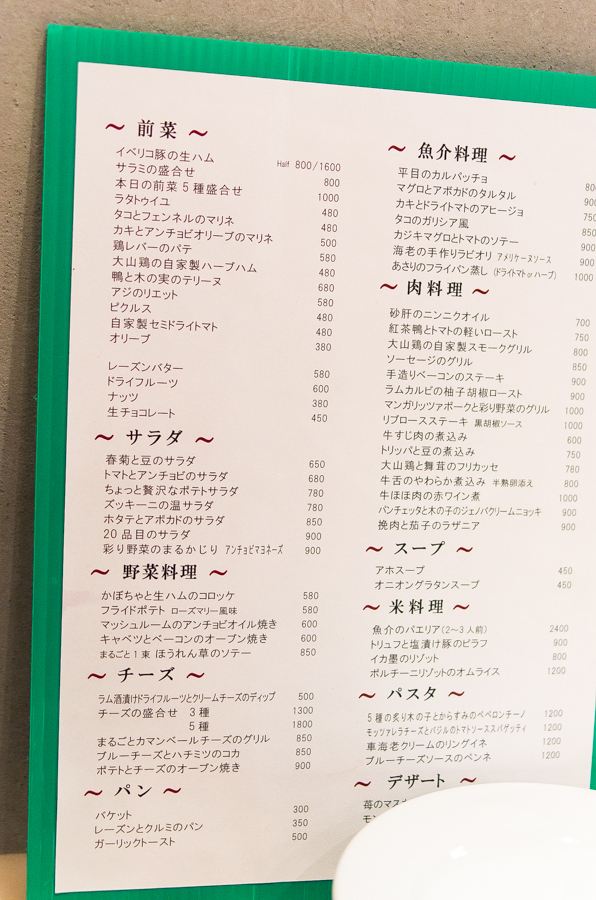 ～ 前菜 ～
イベリコ豚の生ハム Half 800/1600
サラミの盛合せ 800
本日の前菜5種盛合せ 1000
ラタトゥイユ 480
タコとフェンネルのマリネ 480
カキとアンチョビオリーブのマリネ 500
鶏レバーのパテ 580
大山鶏の自家製ハーブハム 480
鴨と木の実のテリーヌ 680
アジのリエット 580
ピクルス 480
自家製セミドライトマト 480
オリーブ 380
レーズンバター 580
ドライフルーツ 600
ナッツ 380
生チョコレート 450
～ サラダ ～
春菊と豆のサラダ 650
トマトとアンチョビのサラダ 680
ちょっと贅沢なポテトサラダ 780
ズッキーニの温サラダ 780
ホタテとアボカドのサラダ 850
20品目のサラダ 900
彩り野菜のまるかじり アンチョビマヨネーズ 900
～ 野菜料理 ～
かぼちゃと生ハムのコロッケ 580
フライドポテト ローズマリー風味 580
マッシュルームのアンチョビオイル焼き 600
キャベツとベーコンのオーブン焼き 600
まるごと1束 ほうれん草のソテー 850
～ チーズ ～
ラム酒漬けドライフルーツとクリームチーズのディップ 500
チーズの盛合せ 3種 1300
5種 1800
まるごとカマンベールチーズのグリル 850
ブルーチーズとハチミツのコカ 850
ポテトとチーズのオーブン焼き 900
～ パン ～
バケット 300
レーズンとクルミのパン 350
ガーリックトースト 500
～ 魚介料理 ～
平目のカルパッチョ
マグロとアボカドのタルタル 900
カキとドライトマトのアヒージョ 750
タコのガリシア風 850
カジキマグロとトマトのソテー 900
海老の手作りラビオリ アメリケーヌソース 900
あさりのフライパン蒸し (ドライトマト or ハーブ) 1000
～ 肉料理 ～
砂肝のニンニクオイル 700
紅茶鴨とトマトの軽いロースト 750
大山鶏の自家製スモークグリル 800
ソーセージのグリル 850
手造りベーコンのステーキ 900
ラムカルビの柚子胡椒ロースト 900
マンガリッツァポークと彩り野菜のグリル 1000
リブロースステーキ 黒胡椒ソース 1000
牛すじ肉の煮込み 600
トリッパと豆の煮込み 750
大山鶏と舞茸のフリカッセ 780
牛舌のやわらか煮込み 半熟卵添え 800
牛ほほ肉の赤ワイン煮 1000
パンチェッタと木の子のジェノバクリームニョッキ 900
挽肉と茄子のラザニア 900
～ スープ ～
アホスープ 450
オニオングラタンスープ 450
～ 米料理 ～
魚介のパエリア(2～3人前) 2400
トリュフと塩漬け豚のピラフ 900
イカ墨のリゾット 800
ポルチーニリゾットのオムライス 1200
～ パスタ ～
5種の炙り木の子とからすみのペペロンチーノ 1200
モッツァレラチーズとバジルのトマトソーススパゲッティ 1200
車海老クリームのリングイネ 1200
ブルーチーズソースのペンネ 1200
～ デザート ～
苺のマス
モン